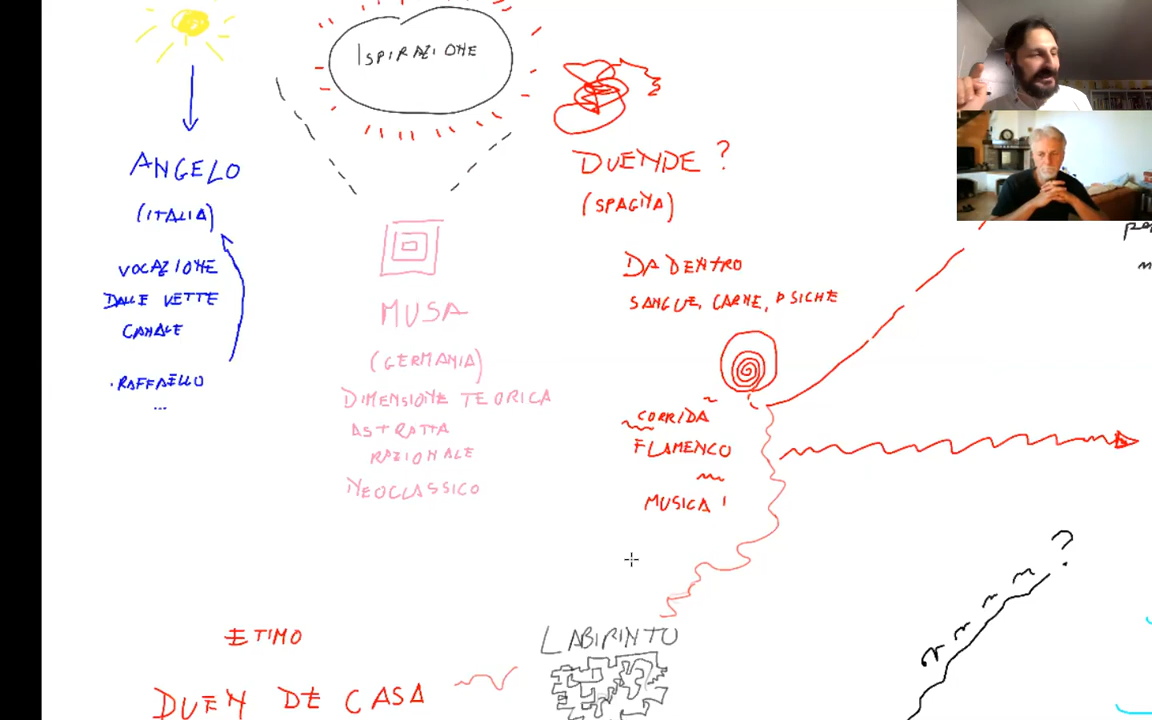 ISPIRAZIONE
ANGELO
(ITALIA)
VOCAZIONE
DALLE VETTE
CANALE
. RAFFAELLO
...
MUSA
(GERMANIA)
DIMENSIONE TEORICA
ASTRATTA
RAZIONALE
NEOCLASSICO
DUENDE ?
(SPAGNA)
DA DENTRO
SANGUE, CARNE, PSICHE
CORRIDA
FLAMENCO
MUSICA
?
ETIMO
DUEN DE CASA
LABIRINTO